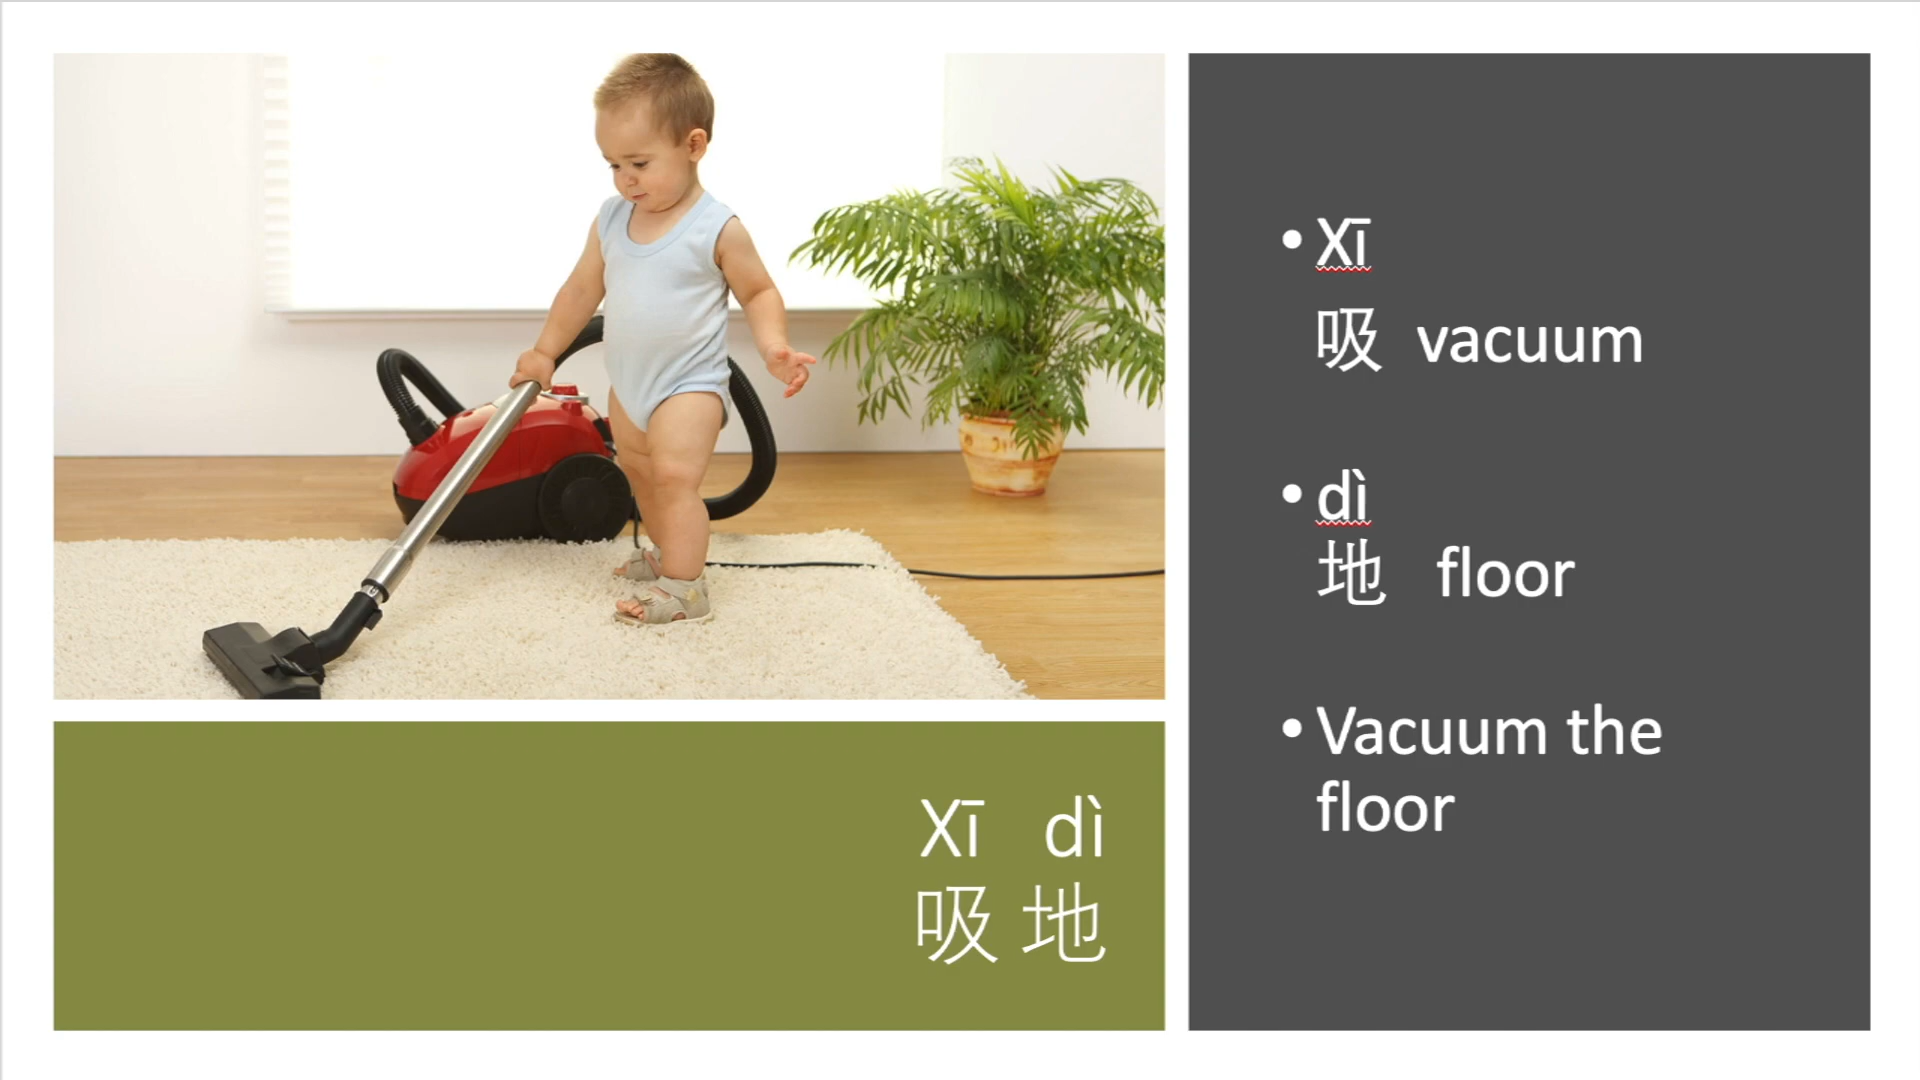 Xī dì
吸 地
• Xī
吸 vacuum
• dì
地 floor
• Vacuum the
floor